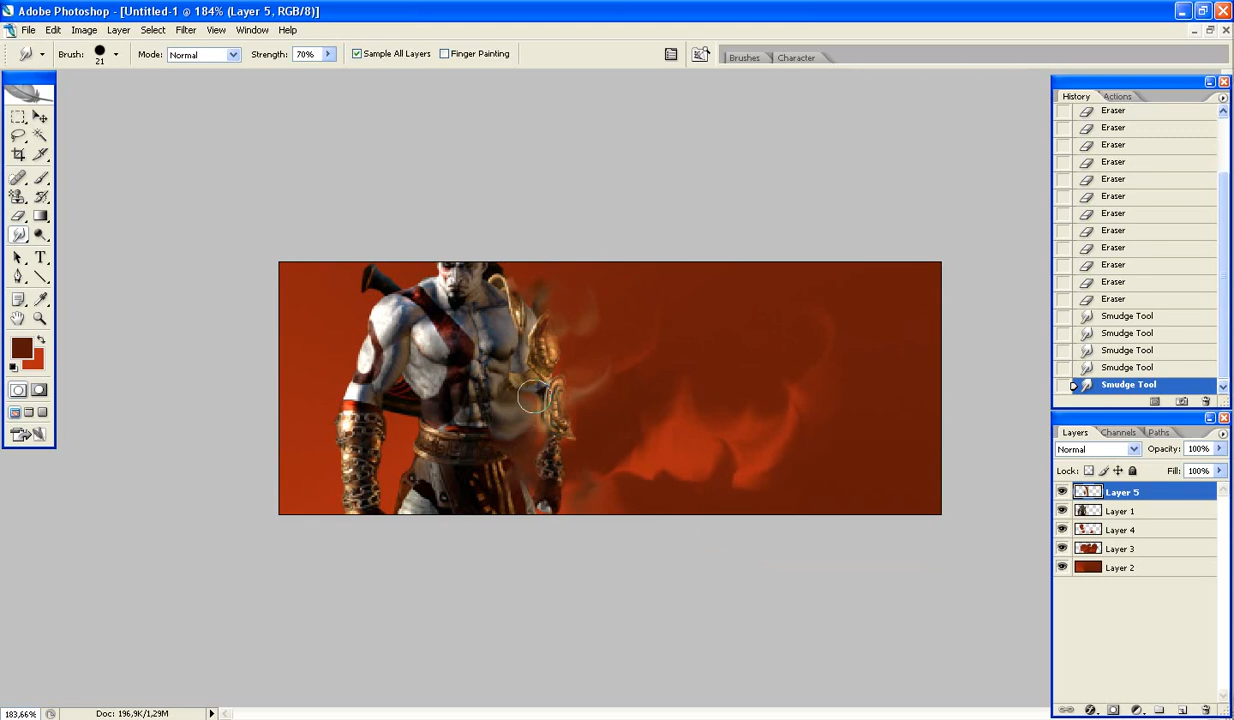 Adobe Photoshop - [Untitled-1 @ 184% (Layer 5, RGB/8)]
File Edit Image Layer Select Filter View Window Help
Brush: 21 Mode: Normal Strength: 70% Sample All Layers Finger Painting Brushes Character
History Actions
Eraser
Eraser
Eraser
Eraser
Eraser
Eraser
Eraser
Eraser
Eraser
Eraser
Eraser
Eraser
Smudge Tool
Smudge Tool
Smudge Tool
Smudge Tool
Smudge Tool
Layers Channels Paths
Normal Opacity: 100%
Lock: Fill: 100%
Layer 5
Layer 1
Layer 4
Layer 3
Layer 2
T
183,66% Doc: 196,9K/1,29M